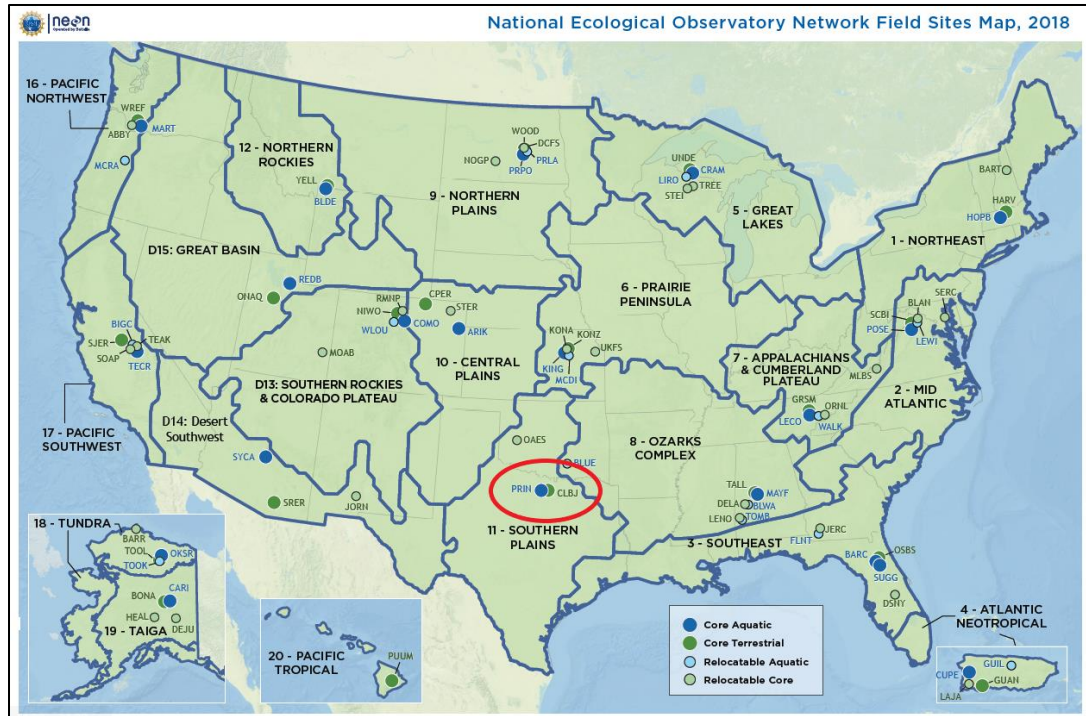 neon
Operated by Battelle
National Ecological Observatory Network Field Sites Map, 2018
16 - PACIFIC
NORTHWEST
WREF
ABBY
MART
MCRA
12 - NORTHERN
ROCKIES
YELL
BLDE
WOOD
DCFS
NOGP
PRLA
PRPO
9 - NORTHERN
PLAINS
UNDE
CRAM
LIRO
TREE
STEI
5 - GREAT
LAKES
BART
HARV
HOPB
1 - NORTHEAST
D15: GREAT BASIN
REDB
ONAQ
6 - PRAIRIE
PENINSULA
RMNP
CPER
STER
NIWO
WLOU
COMO
ARIK
SERC
BLAN
SCBI
POSE
LEWI
BIGC
SJER
TEAK
SOAP
TECR
MOAB
10 - CENTRAL
PLAINS
KONA
KONZ
UKFS
KING
MCDI
7 - APPALACHIANS
& CUMBERLAND
PLATEAU
MLBS
2 - MID
ATLANTIC
D13: SOUTHERN ROCKIES
& COLORADO PLATEAU
GRSM
ORNL
LECO
WALK
17 - PACIFIC
SOUTHWEST
D14: Desert
Southwest
OAES
BLUE
8 - OZARKS
COMPLEX
SYCA
PRIN
CLBJ
TALL
MAYF
DELA
BLWA
LENO
TOMB
SRER
JORN
11 - SOUTHERN
PLAINS
3 - SOUTHEAST
JERC
FLNT
18 - TUNDRA
BARR
TOOL
OKSR
TOOK
BARC
OSBS
SUGG
DSNY
BONA
CARI
HEAL
DEJU
19 - TAIGA
20 - PACIFIC
TROPICAL
PUUM
Core Aquatic
Core Terrestrial
Relocatable Aquatic
Relocatable Core
4 - ATLANTIC
NEOTROPICAL
GUIL
CUPE
GUAN
LAJA